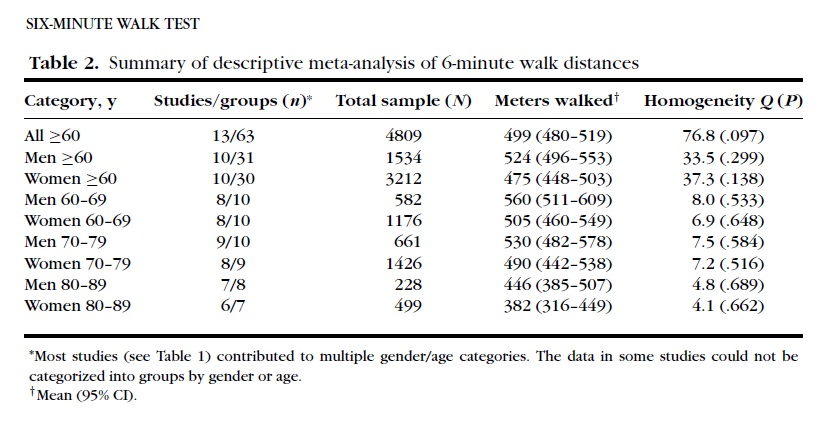 SIX-MINUTE WALK TEST
Table 2. Summary of descriptive meta-analysis of 6-minute walk distances
Category, y Studies/groups (n)* Total sample (N) Meters walked† Homogeneity Q (P)
All ≥60 13/63 4809 499 (480–519) 76.8 (.097)
Men ≥60 10/31 1534 524 (496–553) 33.5 (.299)
Women ≥60 10/30 3212 475 (448–503) 37.3 (.138)
Men 60–69 8/10 582 560 (511–609) 8.0 (.533)
Women 60–69 8/10 1176 505 (460–549) 6.9 (.648)
Men 70–79 9/10 661 530 (482–578) 7.5 (.584)
Women 70–79 8/9 1426 490 (442–538) 7.2 (.516)
Men 80–89 7/8 228 446 (385–507) 4.8 (.689)
Women 80–89 6/7 499 382 (316–449) 4.1 (.662)
*Most studies (see Table 1) contributed to multiple gender/age categories. The data in some studies could not be
categorized into groups by gender or age.
†Mean (95% CI).